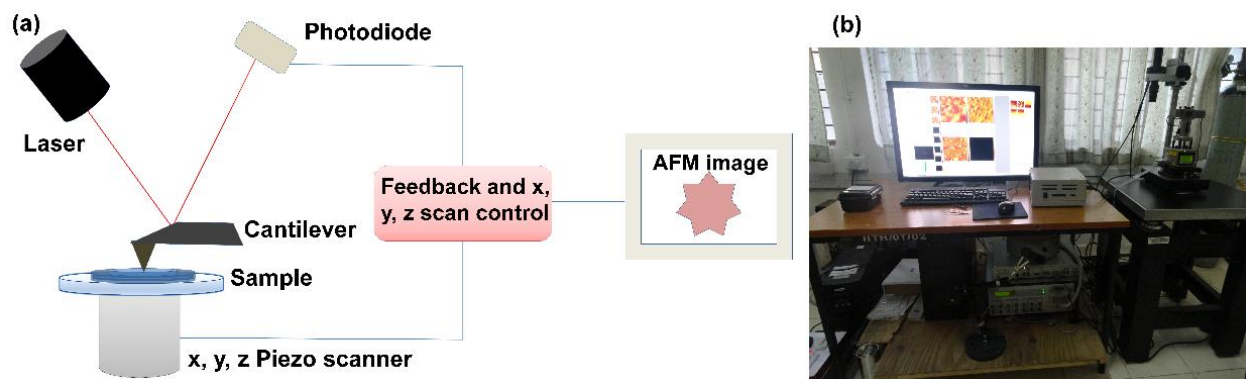 (a)
Photodiode
Laser
Cantilever
Sample
x, y, z Piezo scanner
Feedback and x,
y, z scan control
AFM image
(b)